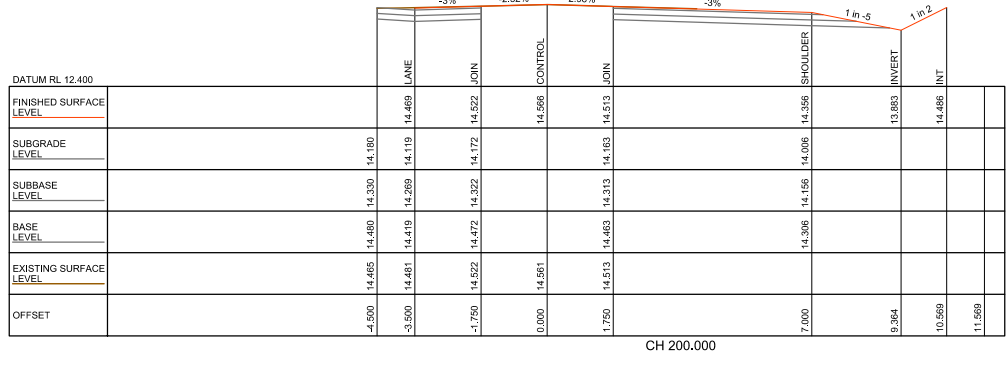 -3%
-3%
1 in -5
1 in 2
LANE
JOIN
CONTROL
JOIN
SHOULDER
INVERT
INT
DATUM RL 12.400
FINISHED SURFACE
LEVEL
14.469
14.522
14.566
14.513
14.356
13.883
14.486
SUBGRADE
LEVEL
14.180
14.119
14.172
14.163
14.006
SUBBASE
LEVEL
14.330
14.269
14.322
14.313
14.156
BASE
LEVEL
14.480
14.419
14.472
14.463
14.306
EXISTING SURFACE
LEVEL
14.465
14.481
14.522
14.561
14.513
OFFSET
-4.500
-3.500
-1.750
0.000
1.750
7.000
9.364
10.569
11.569
CH 200.000